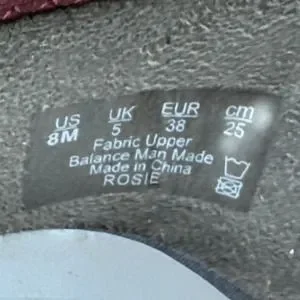 US UK EUR cm
8M 5 38 25
Fabric Upper
Balance Man Made
Made in China
ROSIE